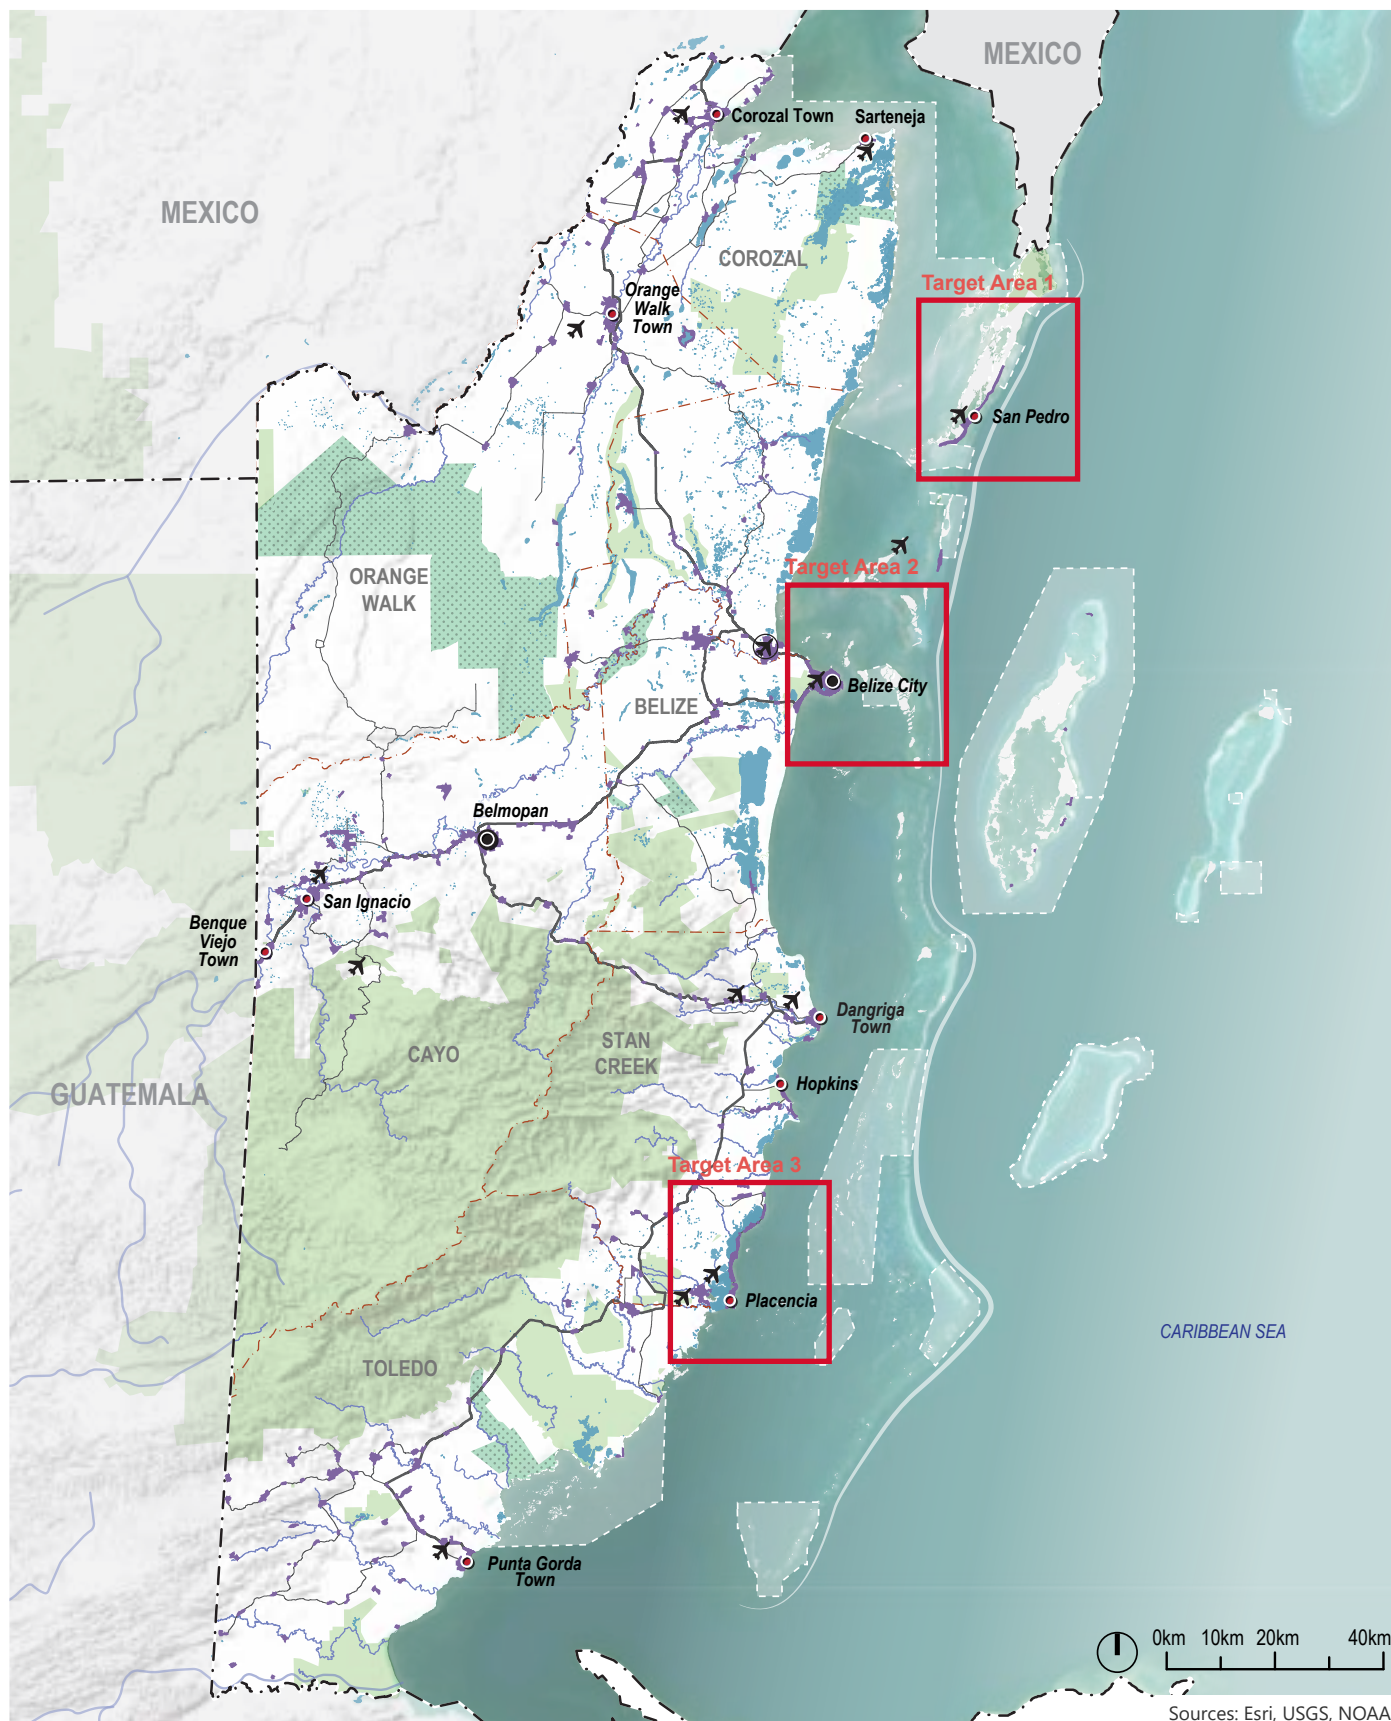 MEXICO
Corozal Town
Sarteneja
MEXICO
COROZAL
Target Area 1
Orange
Walk
Town
San Pedro
Target Area 2
ORANGE
WALK
Belize City
BELIZE
Belmopan
San Ignacio
Benque
Viejo
Town
Dangriga
Town
STAN
CREEK
CAYO
GUATEMALA
Hopkins
Target Area 3
Placencia
CARIBBEAN SEA
TOLEDO
Punta Gorda
Town
0km 10km 20km 40km
Sources: Esri, USGS, NOAA